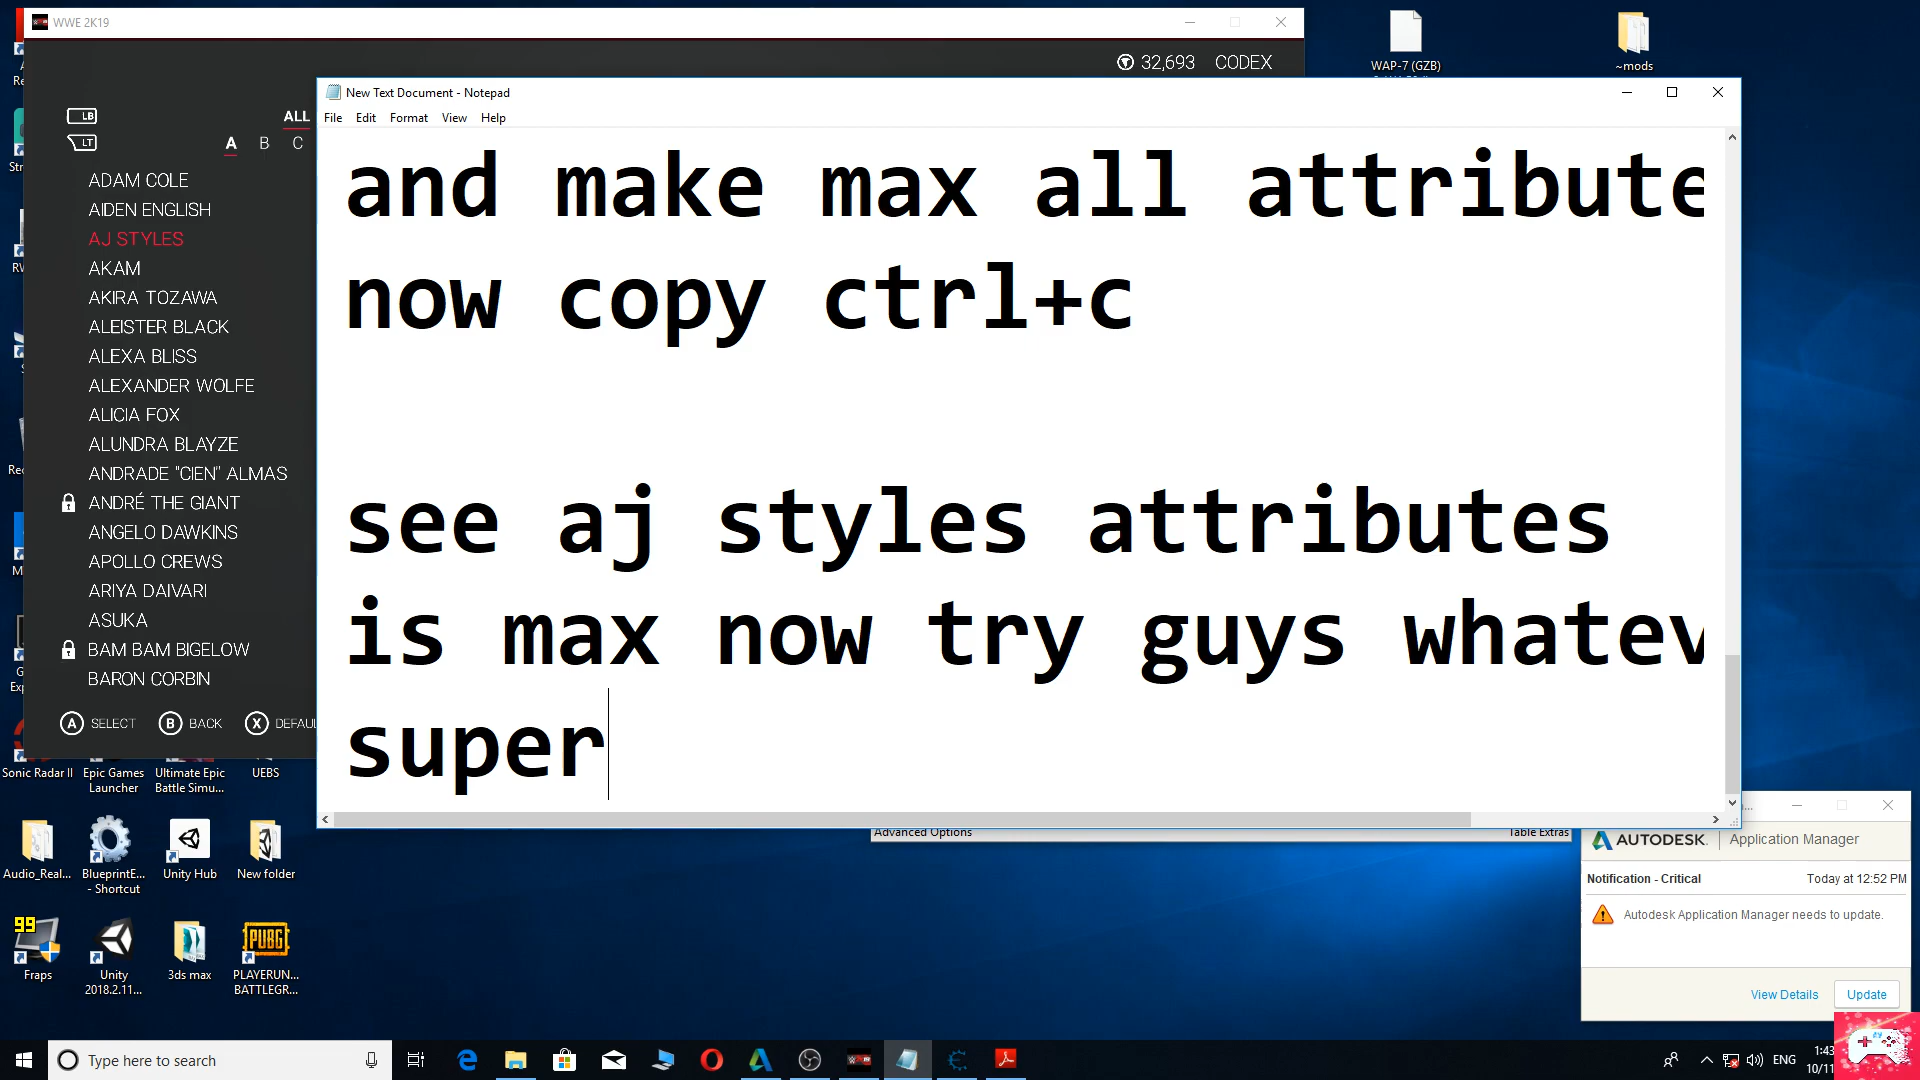 WWE 2K19
32,693 CODEX
WAP-7 (GZB)
~mods
LB
ALL
LT
A B C
ADAM COLE
AIDEN ENGLISH
AJ STYLES
AKAM
AKIRA TOZAWA
ALEISTER BLACK
ALEXA BLISS
ALEXANDER WOLFE
ALICIA FOX
ALUNDRA BLAYZE
ANDRADE "CIEN" ALMAS
ANDRÉ THE GIANT
ANGELO DAWKINS
APOLLO CREWS
ARIYA DAIVARI
ASUKA
BAM BAM BIGELOW
BARON CORBIN
A SELECT B BACK X DEFAU
New Text Document - Notepad
File Edit Format View Help
and make max all attribute
now copy ctrl+c
see aj styles attributes
is max now try guys whatev
super
Advanced Options Table Extras
Sonic Radar II
Epic Games
Launcher
Ultimate Epic
Battle Simu...
UEBS
Audio_Real...
BlueprintE...
- Shortcut
Unity Hub
New folder
99
Fraps
Unity
2018.2.11...
3ds max
PUBG
PLAYERUN...
BATTLEGR...
AUTODESK. Application Manager
Notification - Critical Today at 12:52 PM
Autodesk Application Manager needs to update.
View Details Update
Type here to search
ENG
1:43
10/11